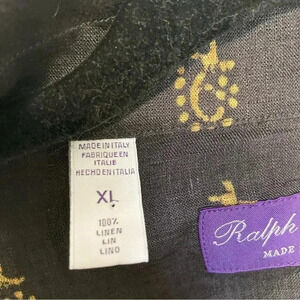 MADE IN ITALY
FABRIQUE EN
ITALIE
HECHO EN ITALIA
XL
100%
LINEN
LIN
LINO
Ralph
MADE